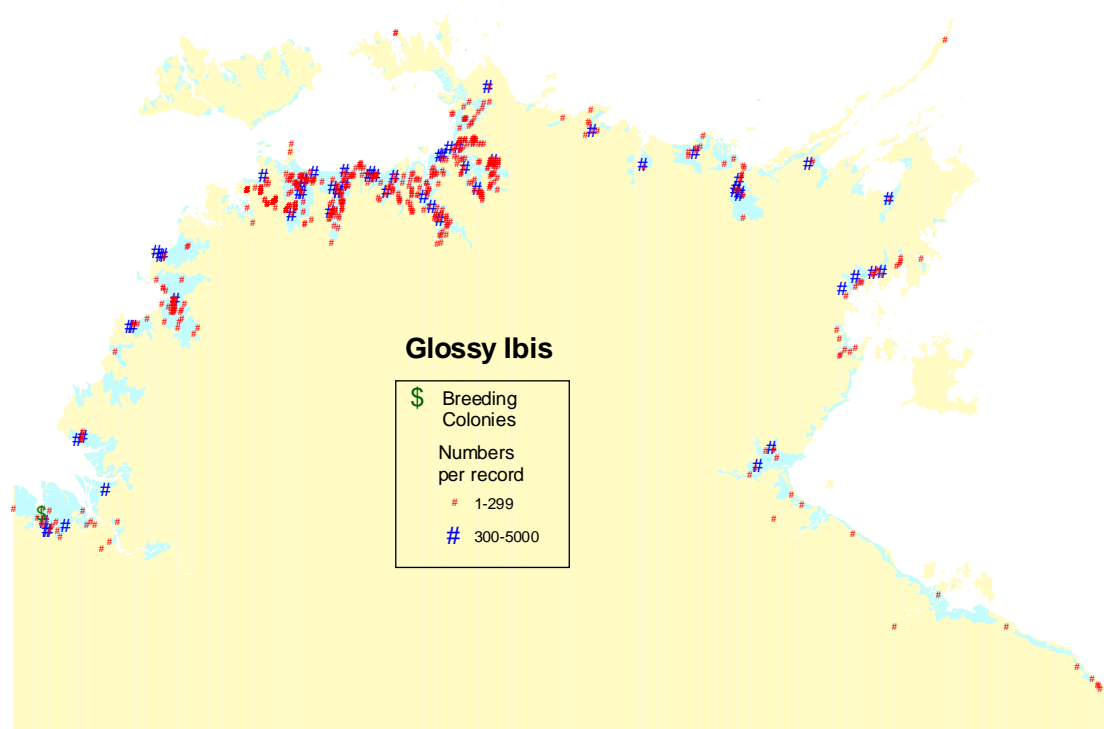 Glossy Ibis
$ Breeding
Colonies
Numbers
per record
# 1-299
# 300-5000